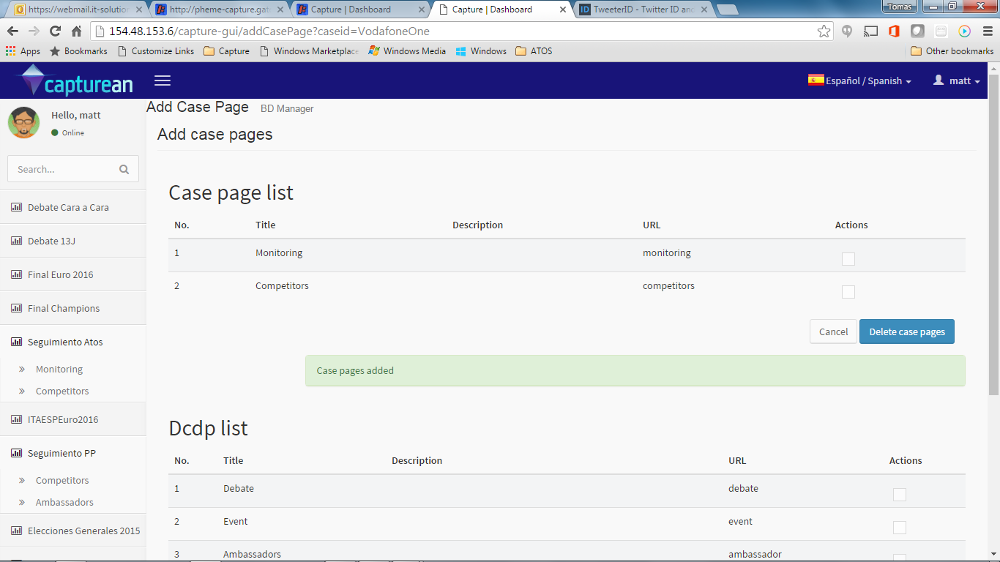 https://webmail.it-solution
http://pheme-capture.gate
Capture | Dashboard
Capture | Dashboard
TweeterID - Twitter ID and
Tomas
154.48.153.6/capture-gui/addCasePage?caseid=VodafoneOne
Apps Bookmarks Customize Links Capture Windows Marketplace Windows Media Windows ATOS Other bookmarks
capturean
Español / Spanish
matt
Hello, matt
Online
Search...
Debate Cara a Cara
Debate 13J
Final Euro 2016
Final Champions
Seguimiento Atos
Monitoring
Competitors
ITAESPEuro2016
Seguimiento PP
Competitors
Ambassadors
Elecciones Generales 2015
Add Case Page BD Manager
Add case pages
Case page list
No. Title Description URL Actions
1 Monitoring monitoring
2 Competitors competitors
Cancel Delete case pages
Case pages added
Dcdp list
No. Title Description URL Actions
1 Debate debate
2 Event event
3 Ambassadors ambassador